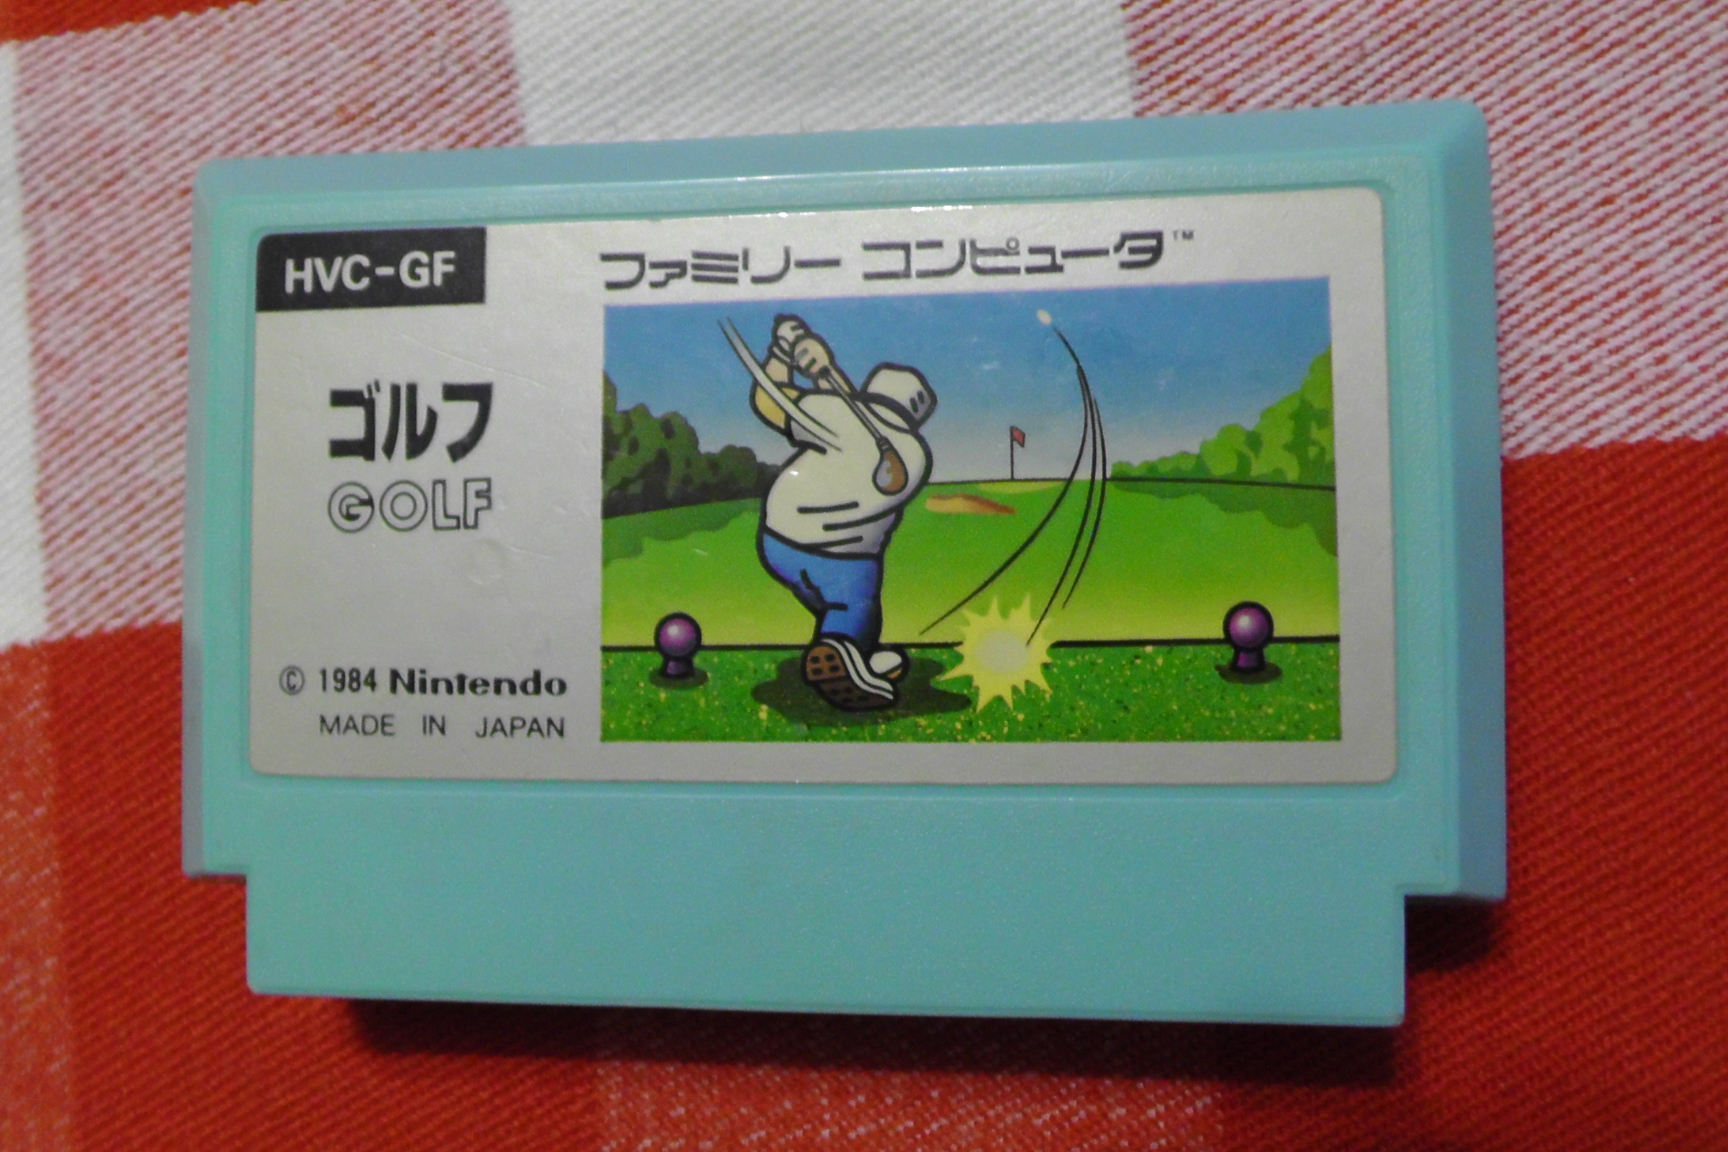 HVC-GF
ファミリー コンピュータ™
ゴルフ
GOLF
© 1984 Nintendo
MADE IN JAPAN